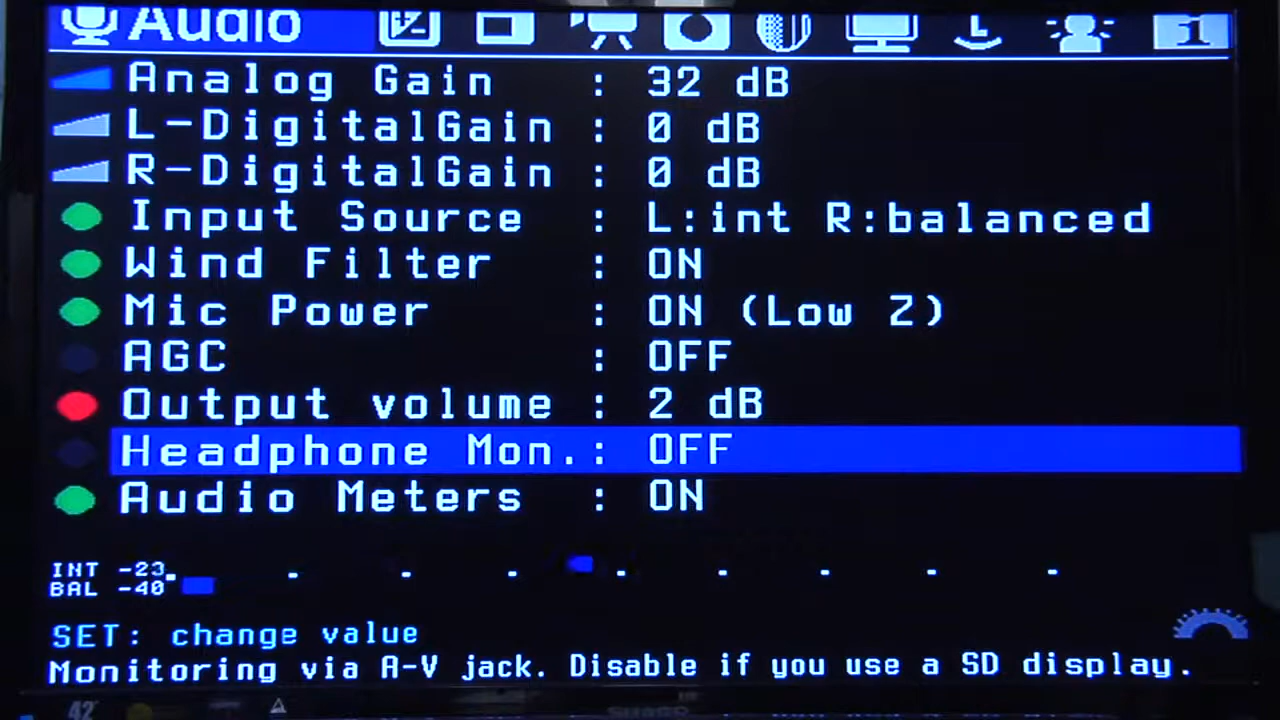 Audio
1
Analog Gain : 32 dB
L-DigitalGain : 0 dB
R-DigitalGain : 0 dB
Input Source : L:int R:balanced
Wind Filter : ON
Mic Power : ON (Low Z)
AGC : OFF
Output volume : 2 dB
Headphone Mon.: OFF
Audio Meters : ON
INT -23
BAL -40
SET: change value
Monitoring via A-V jack. Disable if you use a SD display.
42